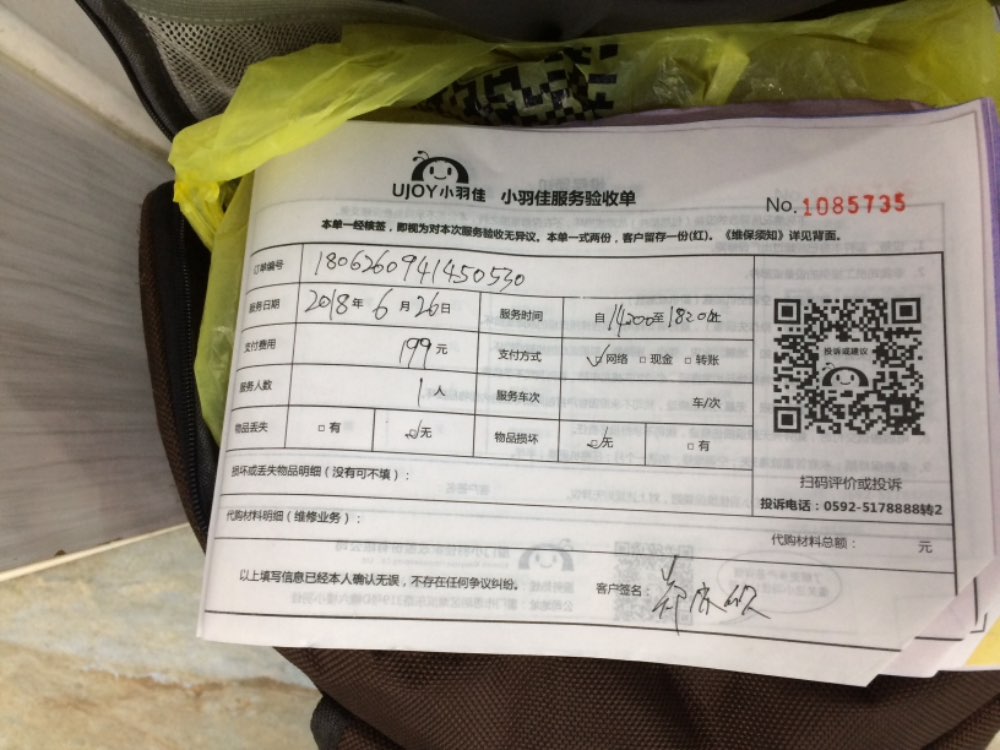 UJOY小羽佳 小羽佳服务验收单
No. 1085735
本单一经核签，即视为对本次服务验收无异议。本单一式两份，客户留存一份(红)。《维保须知》详见背面。
订单编号 1806260941450530
服务日期 2018年 6月 26日 服务时间 自1420至1820止
支付费用 199元 支付方式 ☑网络 □现金 □转账
服务人数 1人 服务车次 车/次
物品丢失 □有 ☑无 物品损坏 ☑无 □有
投诉或建议
扫码评价或投诉
投诉电话：0592-5178888转2
损坏或丢失物品明细（没有可不填）：
代购材料明细（维修业务）： 代购材料总额： 元
以上填写信息已经本人确认无误，不存在任何争议纠纷。 客户签名：